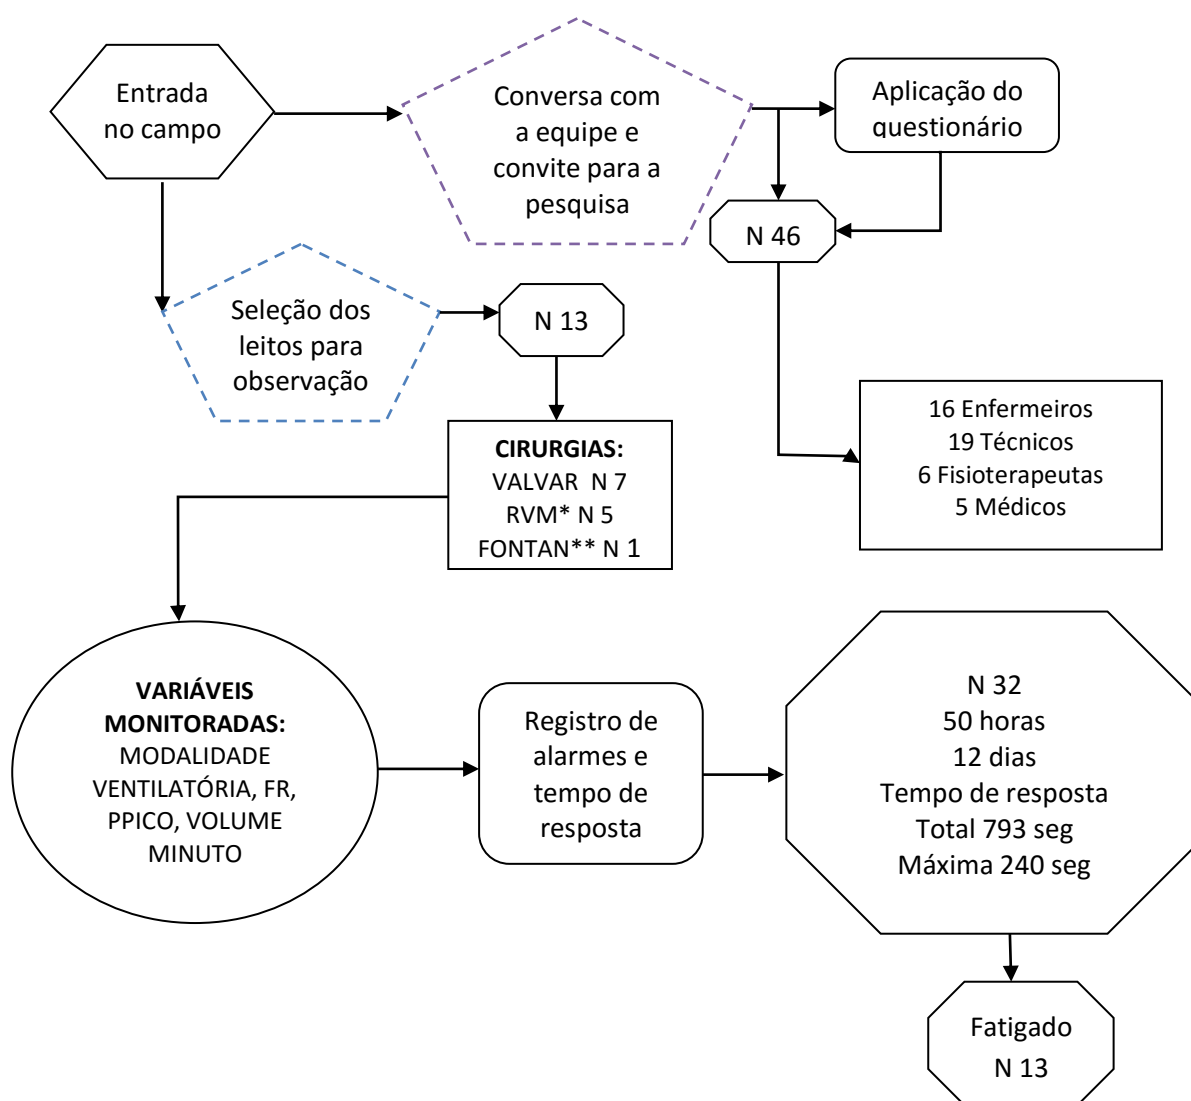 Entrada
no campo
Conversa com
a equipe e
convite para a
pesquisa
Aplicação do
questionário
N 46
Seleção dos
leitos para
observação
N 13
16 Enfermeiros
19 Técnicos
6 Fisioterapeutas
5 Médicos
CIRURGIAS:
VALVAR N 7
RVM* N 5
FONTAN** N 1
VARIÁVEIS
MONITORADAS:
MODALIDADE
VENTILATÓRIA, FR,
PPICO, VOLUME
MINUTO
Registro de
alarmes e
tempo de
resposta
N 32
50 horas
12 dias
Tempo de resposta
Total 793 seg
Máxima 240 seg
Fatigado
N 13